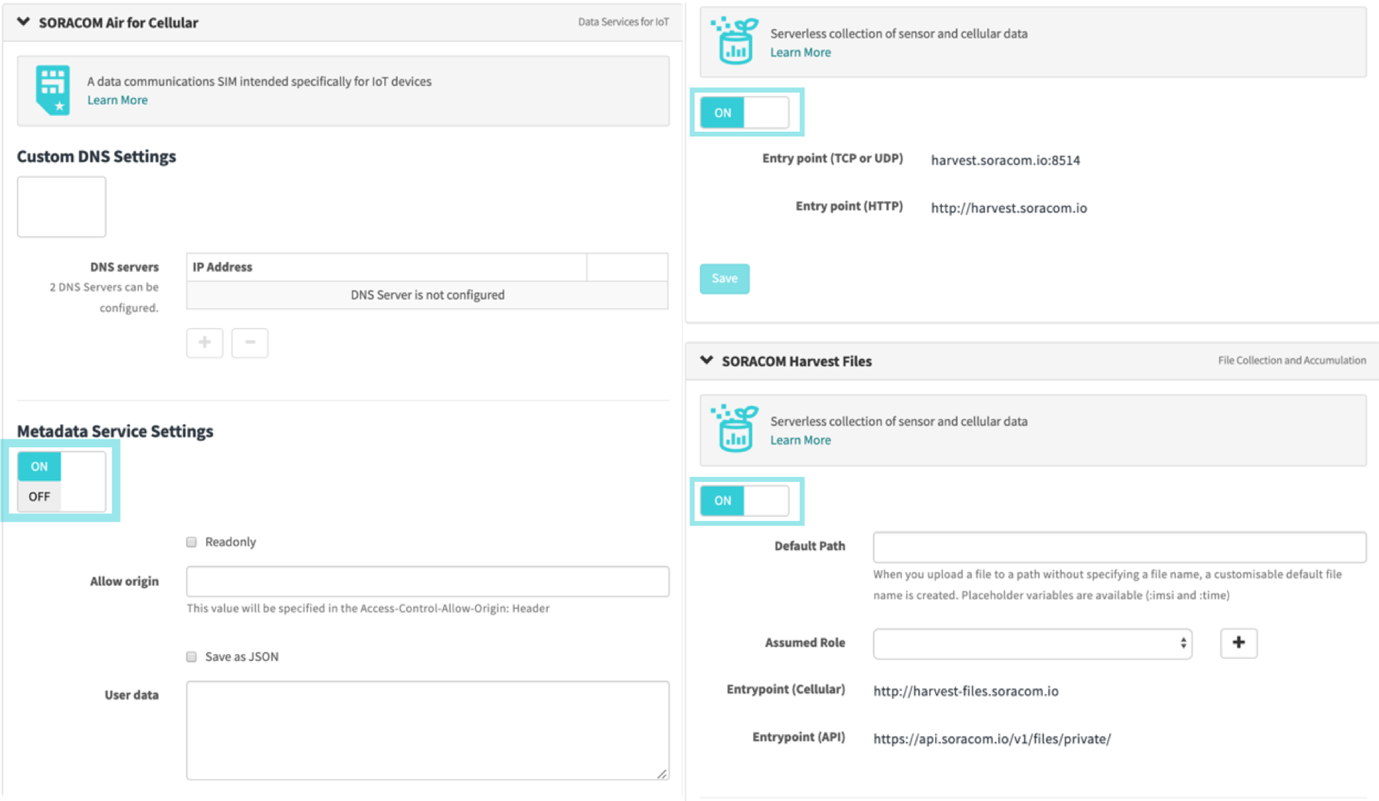 SORACOM Air for Cellular
Data Services for IoT
A data communications SIM intended specifically for IoT devices
Learn More
Custom DNS Settings
DNS servers
2 DNS Servers can be
configured.
IP Address
DNS Server is not configured
+
−
Metadata Service Settings
ON
OFF
Readonly
Allow origin
This value will be specified in the Access-Control-Allow-Origin: Header
Save as JSON
User data
Serverless collection of sensor and cellular data
Learn More
ON
Entry point (TCP or UDP)
harvest.soracom.io:8514
Entry point (HTTP)
http://harvest.soracom.io
Save
SORACOM Harvest Files
File Collection and Accumulation
Serverless collection of sensor and cellular data
Learn More
ON
Default Path
When you upload a file to a path without specifying a file name, a customisable default file
name is created. Placeholder variables are available (:imsi and :time)
Assumed Role
+
Entrypoint (Cellular)
http://harvest-files.soracom.io
Entrypoint (API)
https://api.soracom.io/v1/files/private/